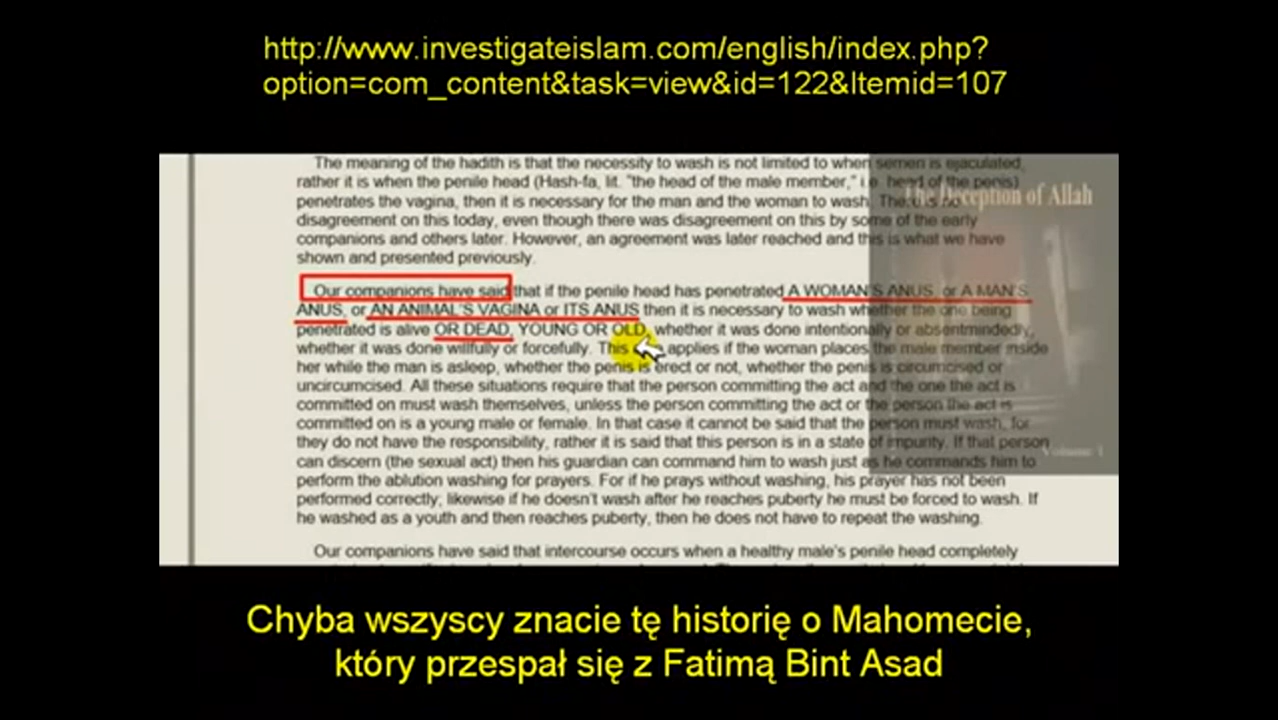 http://www.investigateislam.com/english/index.php?
option=com_content&task=view&id=122&Itemid=107
The meaning of the hadith is that the necessity to wash is not limited to when semen is ejaculated,
rather it is when the penile head (Hash-fa, lit. "the head of the male member," i.e. head of the penis)
penetrates the vagina, then it is necessary for the man and the woman to wash. There is no
disagreement on this today, even though there was disagreement on this by some of the early
companions and others later. However, an agreement was later reached and this is what we have
shown and presented previously.
Our companions have said that if the penile head has penetrated A WOMAN'S ANUS, or A MAN'S
ANUS, or AN ANIMAL'S VAGINA or ITS ANUS then it is necessary to wash whether the one being
penetrated is alive OR DEAD, YOUNG OR OLD, whether it was done intentionally or absentmindedly,
whether it was done willfully or forcefully. This applies if the woman places the male member inside
her while the man is asleep, whether the penis is erect or not, whether the penis is circumcised or
uncircumcised. All these situations require that the person committing the act and the one the act is
committed on must wash themselves, unless the person committing the act or the person the act is
committed on is a young male or female. In that case it cannot be said that the person must wash, for
they do not have the responsibility, rather it is said that this person is in a state of impurity. If that person
can discern (the sexual act) then his guardian can command him to wash just as he commands him to
perform the ablution washing for prayers. For if he prays without washing, his prayer has not been
performed correctly; likewise if he doesn't wash after he reaches puberty he must be forced to wash. If
he washed as a youth and then reaches puberty, then he does not have to repeat the washing.
Our companions have said that intercourse occurs when a healthy male's penile head completely
The Deception of Allah
Volume 1
Chyba wszyscy znacie tę historię o Mahomecie,
który przespał się z Fatimą Bint Asad